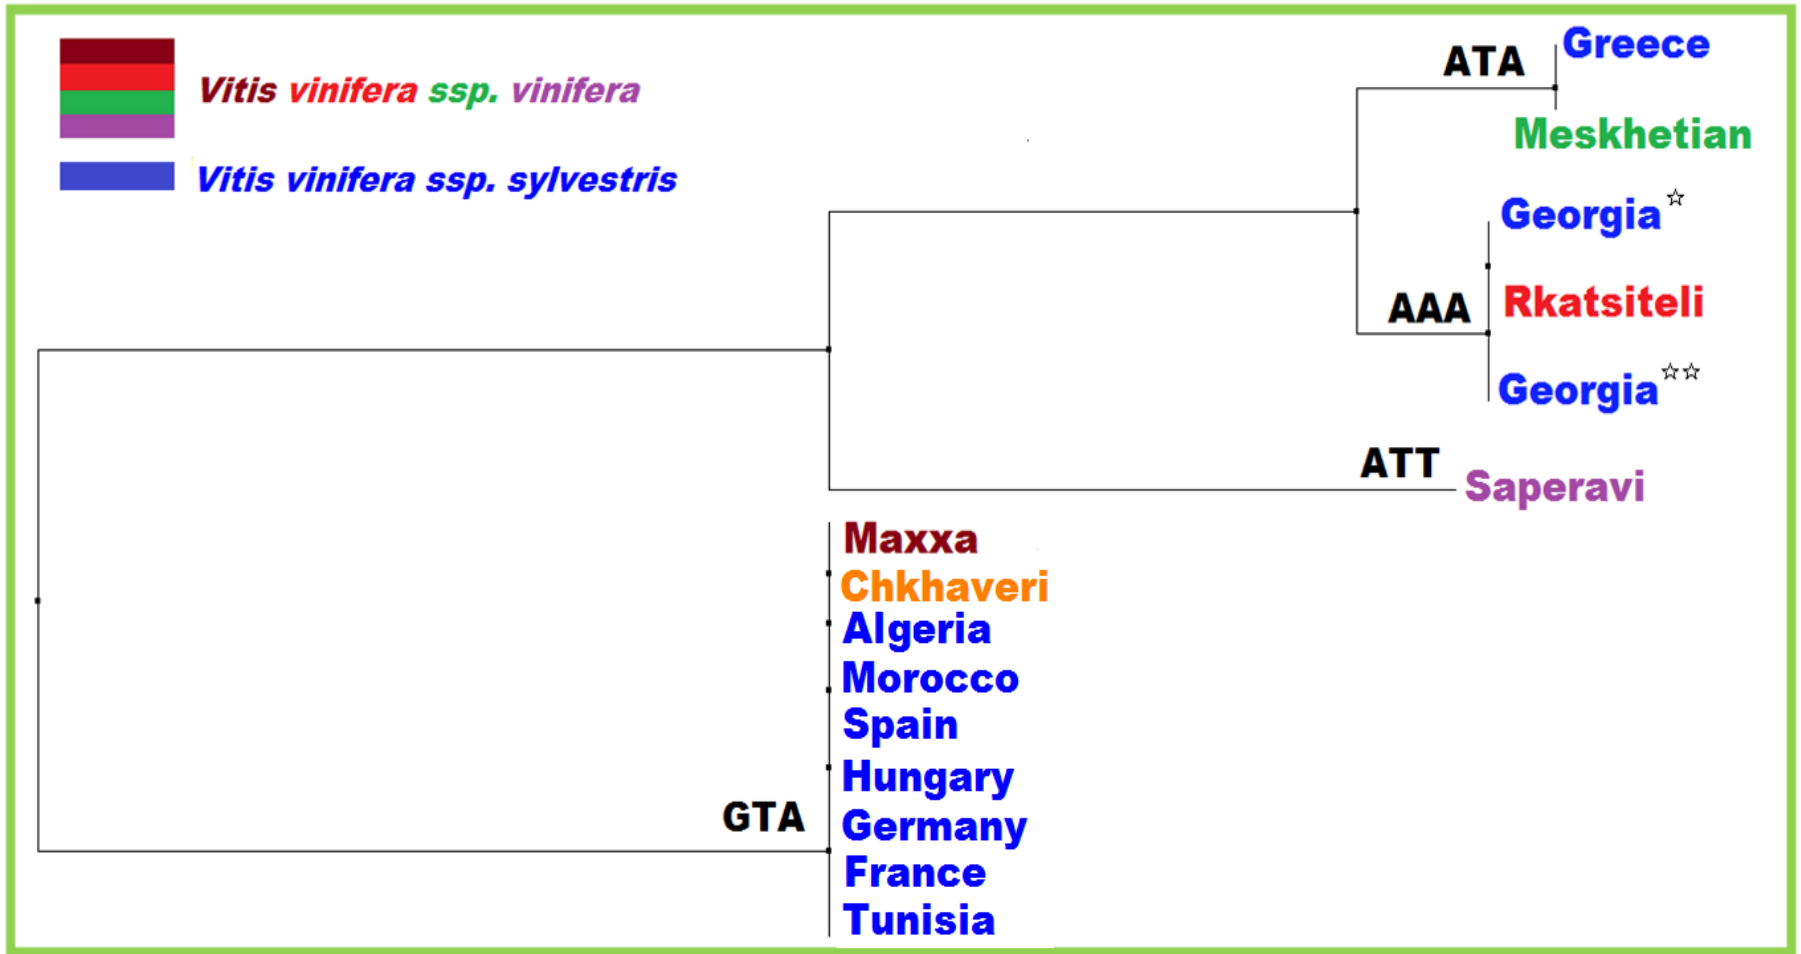 Vitis vinifera ssp. vinifera
Vitis vinifera ssp. sylvestris
ATA
Greece
Meskhetian
Georgia☆
AAA
Rkatsiteli
Georgia☆☆
ATT
Saperavi
Maxxa
Chkhaveri
Algeria
Morocco
Spain
Hungary
GTA
Germany
France
Tunisia